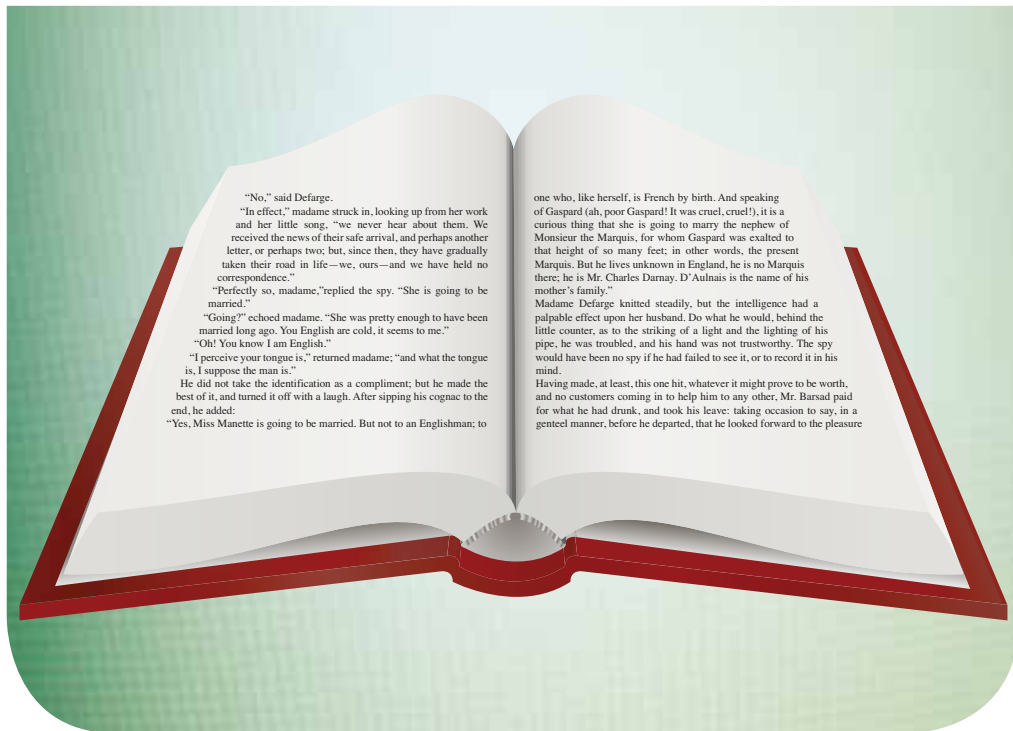 “No,” said Defarge.
“In effect,” madame struck in, looking up from her work
and her little song, “we never hear about them. We
received the news of their safe arrival, and perhaps another
letter, or perhaps two; but, since then, they have gradually
taken their road in life—we, ours—and we have held no
correspondence.”
“Perfectly so, madame,”replied the spy. “She is going to be
married.”
“Going?” echoed madame. “She was pretty enough to have been
married long ago. You English are cold, it seems to me.”
“Oh! You know I am English.”
“I perceive your tongue is,” returned madame; “and what the tongue
is, I suppose the man is.”
He did not take the identification as a compliment; but he made the
best of it, and turned it off with a laugh. After sipping his cognac to the
end, he added:
“Yes, Miss Manette is going to be married. But not to an Englishman; to
one who, like herself, is French by birth. And speaking
of Gaspard (ah, poor Gaspard! It was cruel, cruel!), it is a
curious thing that she is going to marry the nephew of
Monsieur the Marquis, for whom Gaspard was exalted to
that height of so many feet; in other words, the present
Marquis. But he lives unknown in England, he is no Marquis
there; he is Mr. Charles Darnay. D’Aulnais is the name of his
mother’s family.”
Madame Defarge knitted steadily, but the intelligence had a
palpable effect upon her husband. Do what he would, behind the
little counter, as to the striking of a light and the lighting of his
pipe, he was troubled, and his hand was not trustworthy. The spy
would have been no spy if he had failed to see it, or to record it in his
mind.
Having made, at least, this one hit, whatever it might prove to be worth,
and no customers coming in to help him to any other, Mr. Barsad paid
for what he had drunk, and took his leave: taking occasion to say, in a
genteel manner, before he departed, that he looked forward to the pleasure